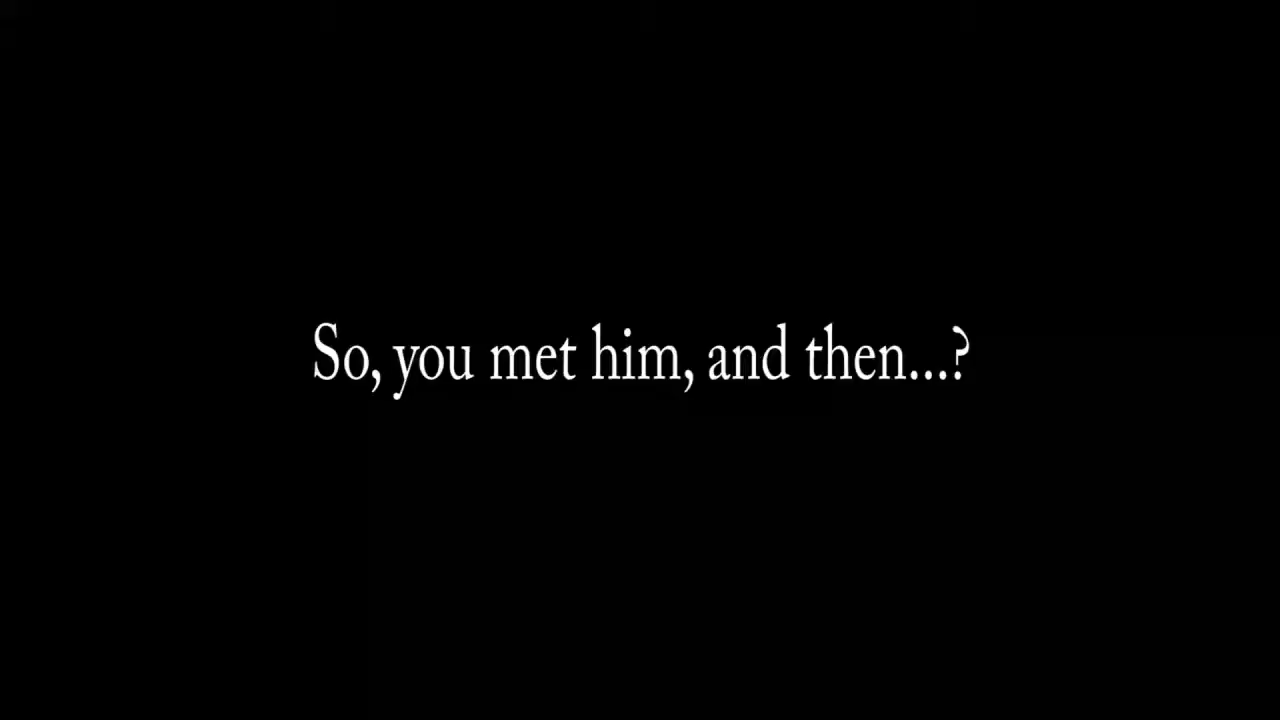 So, you met him, and then...?